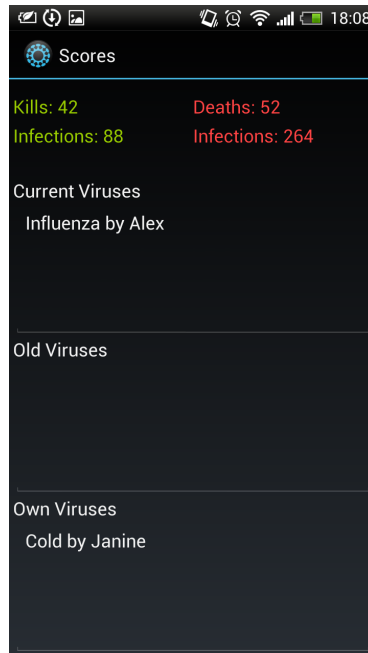 18:08
Scores
Kills: 42 Deaths: 52
Infections: 88 Infections: 264
Current Viruses
Influenza by Alex
Old Viruses
Own Viruses
Cold by Janine